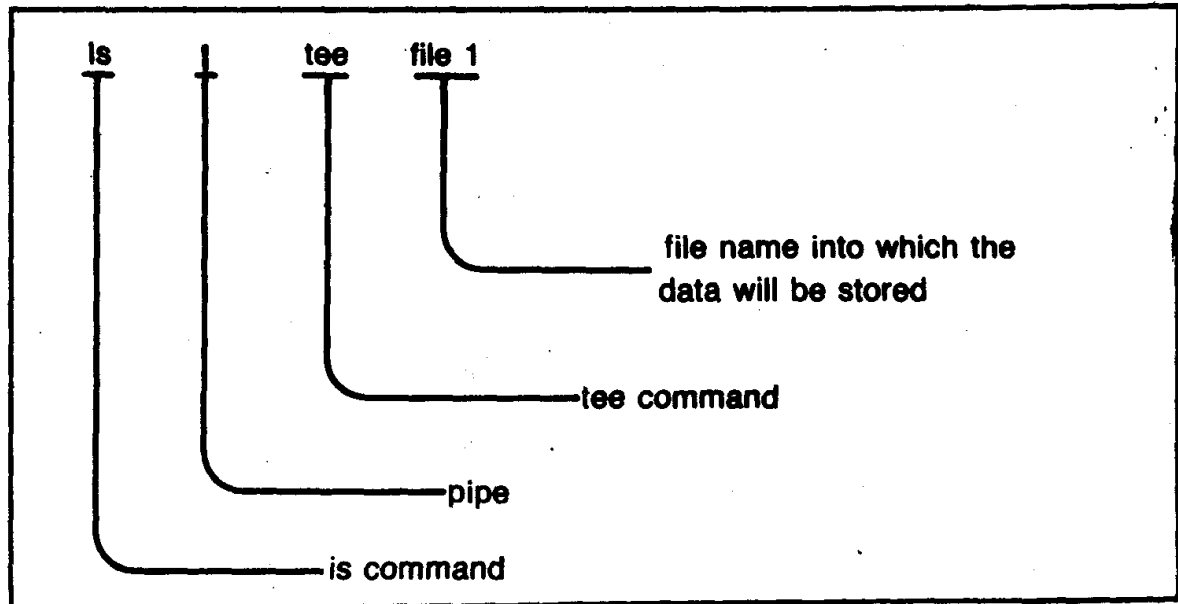 ls | tee file 1
file name into which the
data will be stored
tee command
pipe
is command